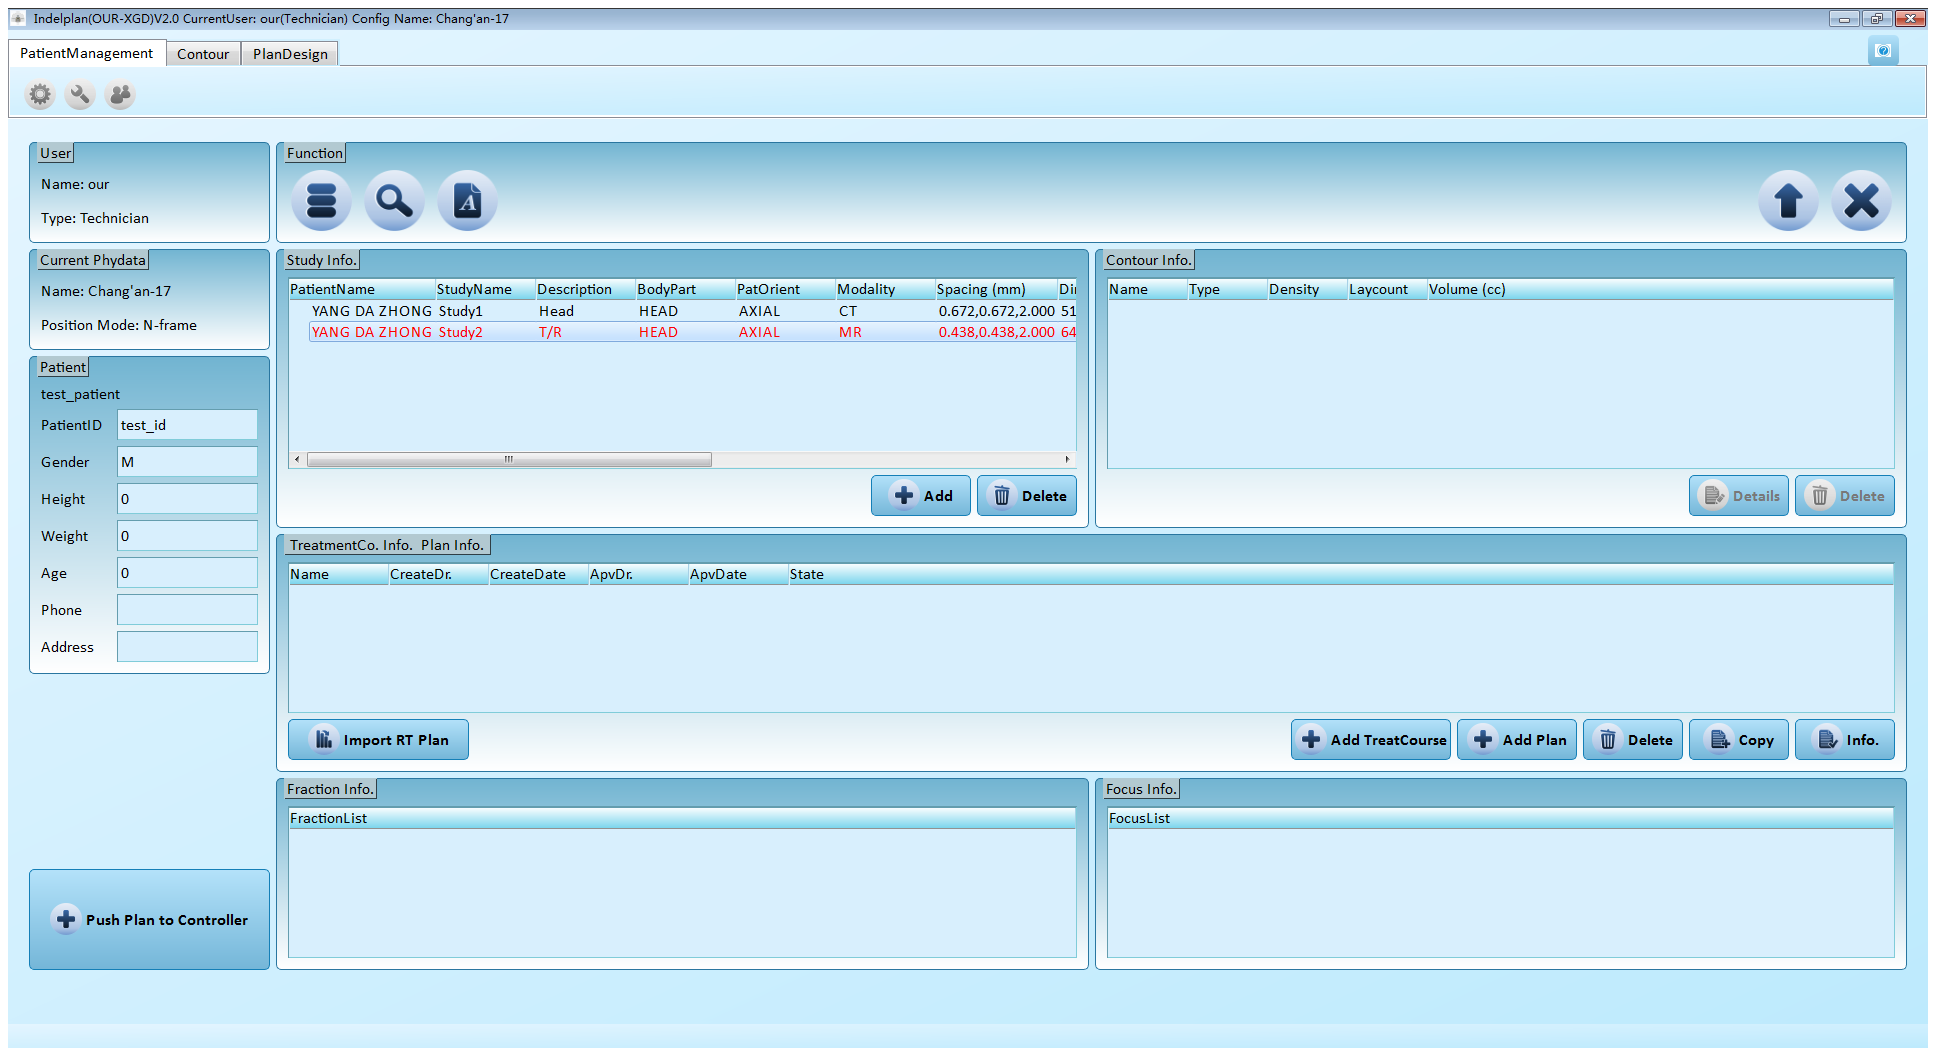 Indelplan(OUR-XGD)V2.0 CurrentUser: our(Technician) Config Name: Chang'an-17
PatientManagement Contour PlanDesign
User
Name: our
Type: Technician
Function
Current Phydata
Name: Chang'an-17
Position Mode: N-frame
Patient
test_patient
PatientID test_id
Gender M
Height 0
Weight 0
Age 0
Phone
Address
Push Plan to Controller
Study Info.
PatientName StudyName Description BodyPart PatOrient Modality Spacing (mm) Di
YANG DA ZHONG Study1 Head HEAD AXIAL CT 0.672,0.672,2.000 51
YANG DA ZHONG Study2 T/R HEAD AXIAL MR 0.438,0.438,2.000 64
Add Delete
Contour Info.
Name Type Density Laycount Volume (cc)
Details Delete
TreatmentCo. Info. Plan Info.
Name CreateDr. CreateDate ApvDr. ApvDate State
Import RT Plan Add TreatCourse Add Plan Delete Copy Info.
Fraction Info.
FractionList
Focus Info.
FocusList